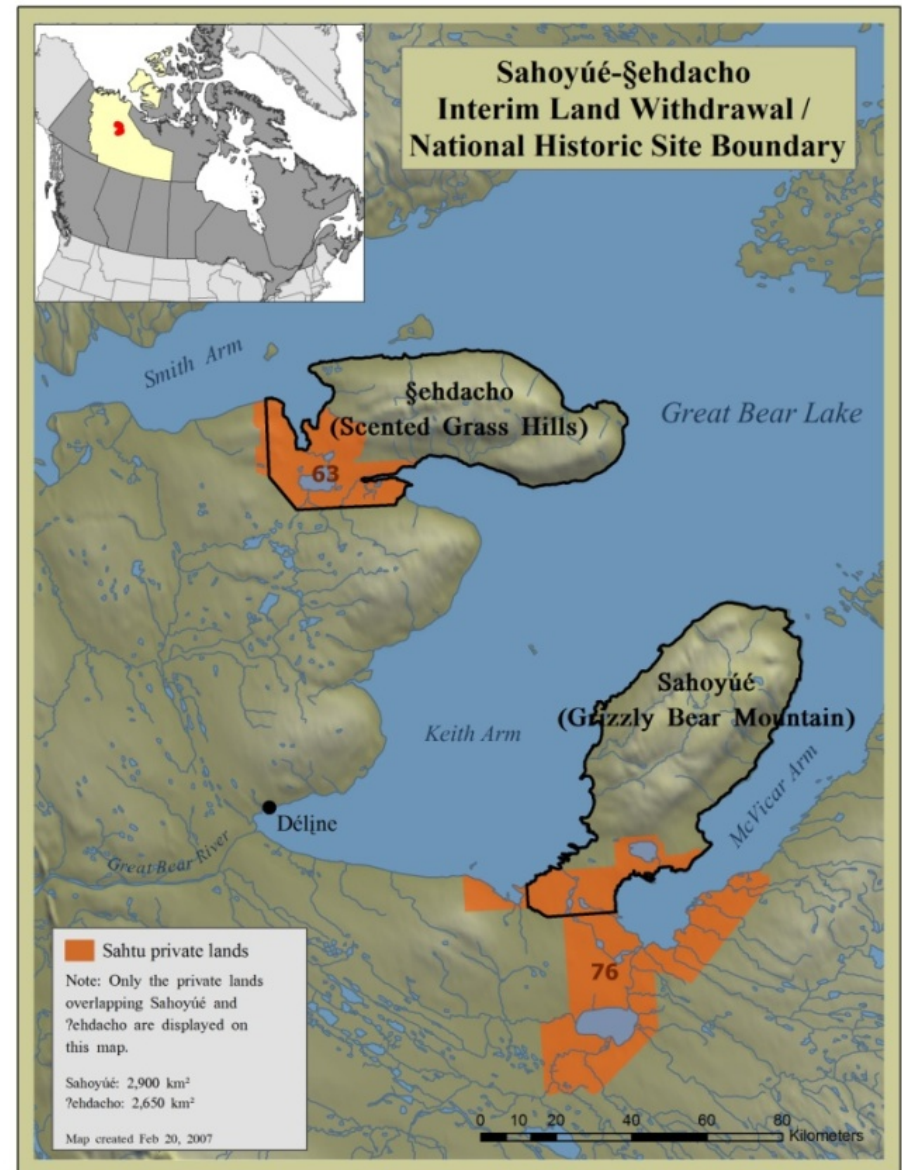 Sahoyúé-§ehdacho
Interim Land Withdrawal /
National Historic Site Boundary
Smith Arm
§ehdacho
(Scented Grass Hills)
Great Bear Lake
63
Sahoyúé
(Grizzly Bear Mountain)
Keith Arm
McVicar Arm
Délįne
Great Bear River
76
Sahtu private lands
Note: Only the private lands
overlapping Sahoyúé and
?ehdacho are displayed on
this map.
Sahoyúé: 2,900 km²
?ehdacho: 2,650 km²
Map created Feb 20, 2007
0 10 20 40 60 80
Kilometers